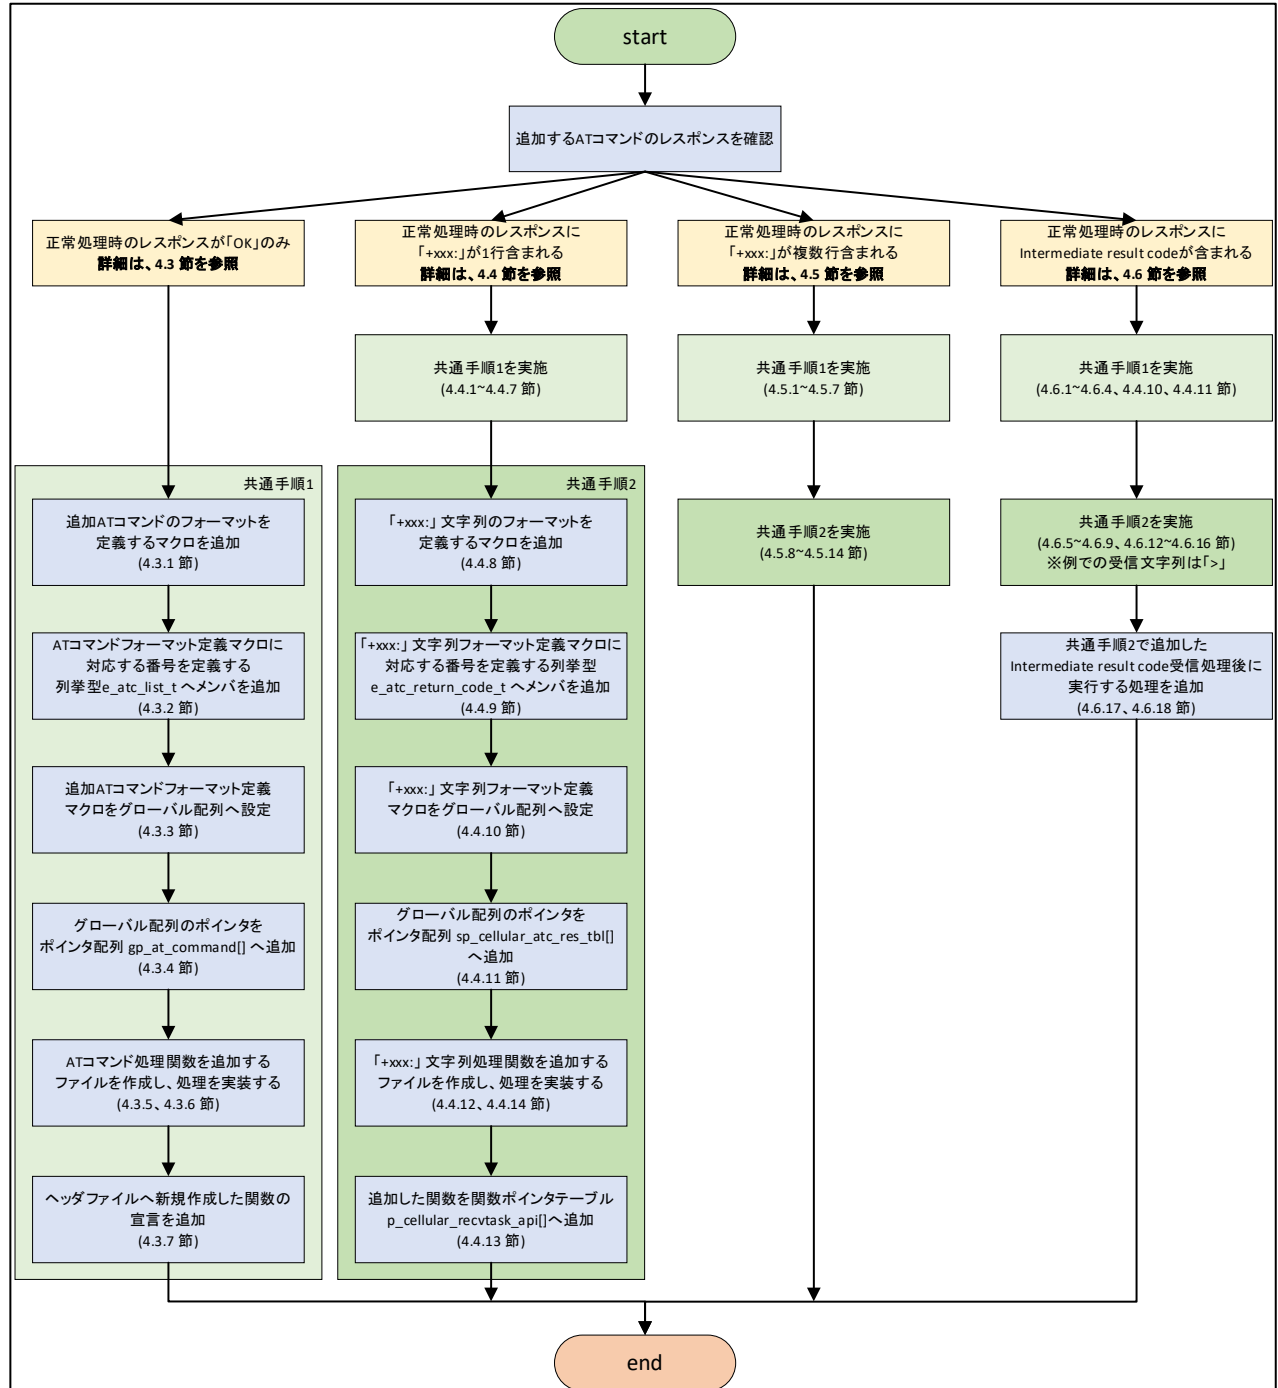 start
追加するATコマンドのレスポンスを確認
正常処理時のレスポンスが「OK」のみ
詳細は、4.3 節を参照
正常処理時のレスポンスに
「+xxx:」が1行含まれる
詳細は、4.4 節を参照
正常処理時のレスポンスに
「+xxx:」が複数行含まれる
詳細は、4.5 節を参照
正常処理時のレスポンスに
Intermediate result codeが含まれる
詳細は、4.6 節を参照
共通手順1を実施
(4.4.1~4.4.7 節)
共通手順1を実施
(4.5.1~4.5.7 節)
共通手順1を実施
(4.6.1~4.6.4、4.4.10、4.4.11 節)
共通手順1
追加ATコマンドのフォーマットを
定義するマクロを追加
(4.3.1 節)
ATコマンドフォーマット定義マクロに
対応する番号を定義する
列挙型e_atc_list_t へメンバを追加
(4.3.2 節)
追加ATコマンドフォーマット定義
マクロをグローバル配列へ設定
(4.3.3 節)
グローバル配列のポインタを
ポインタ配列 gp_at_command[] へ追加
(4.3.4 節)
ATコマンド処理関数を追加する
ファイルを作成し、処理を実装する
(4.3.5、4.3.6 節)
ヘッダファイルへ新規作成した関数の
宣言を追加
(4.3.7 節)
共通手順2
「+xxx:」 文字列のフォーマットを
定義するマクロを追加
(4.4.8 節)
「+xxx:」 文字列フォーマット定義マクロに
対応する番号を定義する列挙型
e_atc_return_code_t へメンバを追加
(4.4.9 節)
「+xxx:」 文字列フォーマット定義
マクロをグローバル配列へ設定
(4.4.10 節)
グローバル配列のポインタを
ポインタ配列 sp_cellular_atc_res_tbl[]
へ追加
(4.4.11 節)
「+xxx:」 文字列処理関数を追加する
ファイルを作成し、処理を実装する
(4.4.12、4.4.14 節)
追加した関数を関数ポインタテーブル
p_cellular_recvtask_api[]へ追加
(4.4.13 節)
共通手順2を実施
(4.5.8~4.5.14 節)
共通手順2を実施
(4.6.5~4.6.9、4.6.12~4.6.16 節)
※例での受信文字列は「>」
共通手順2で追加した
Intermediate result code受信処理後に
実行する処理を追加
(4.6.17、4.6.18 節)
end